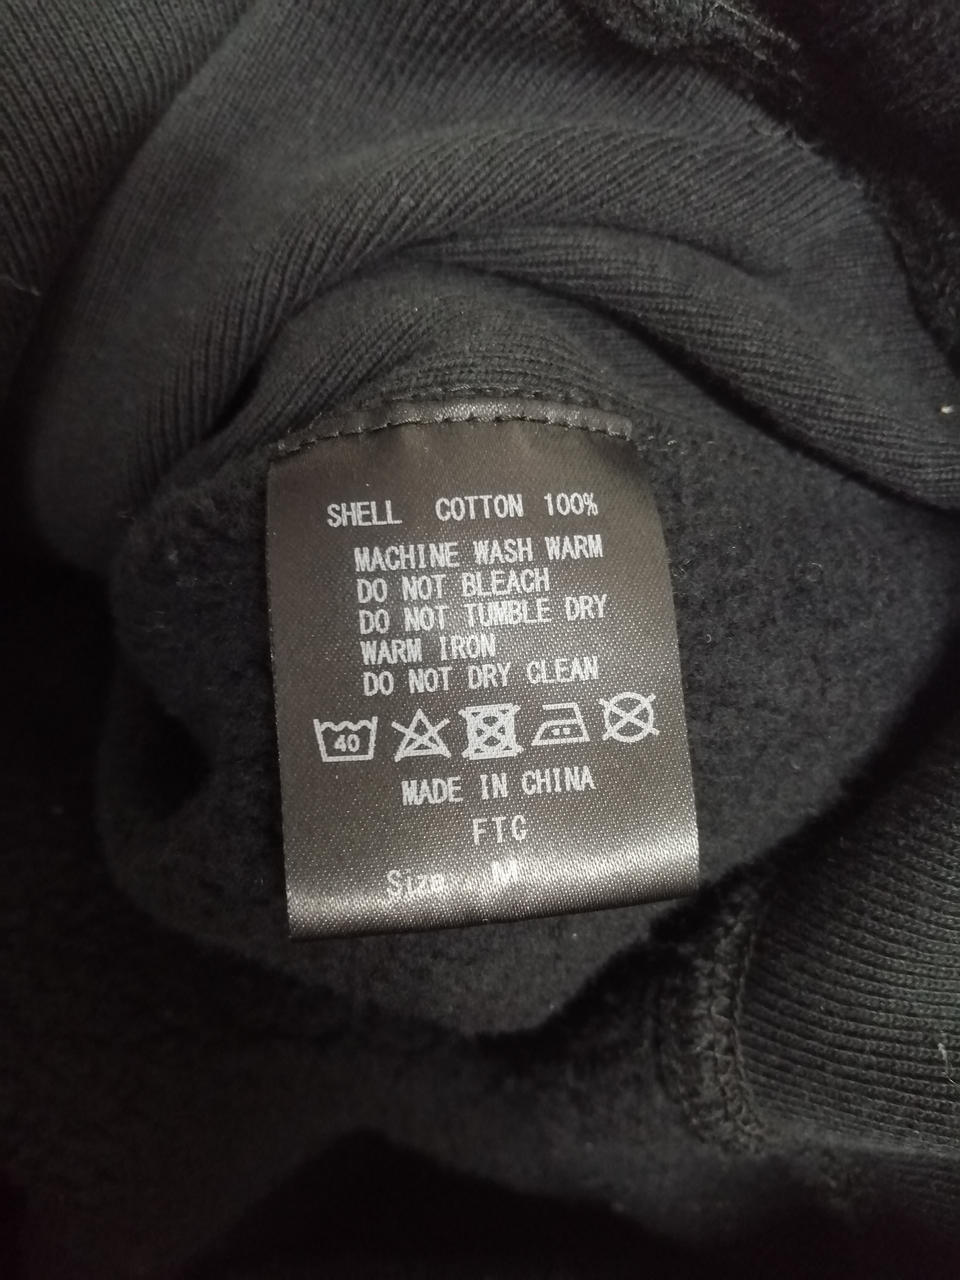 SHELL COTTON 100%
MACHINE WASH WARM
DO NOT BLEACH
DO NOT TUMBLE DRY
WARM IRON
DO NOT DRY CLEAN
40
MADE IN CHINA
FTG
Size M